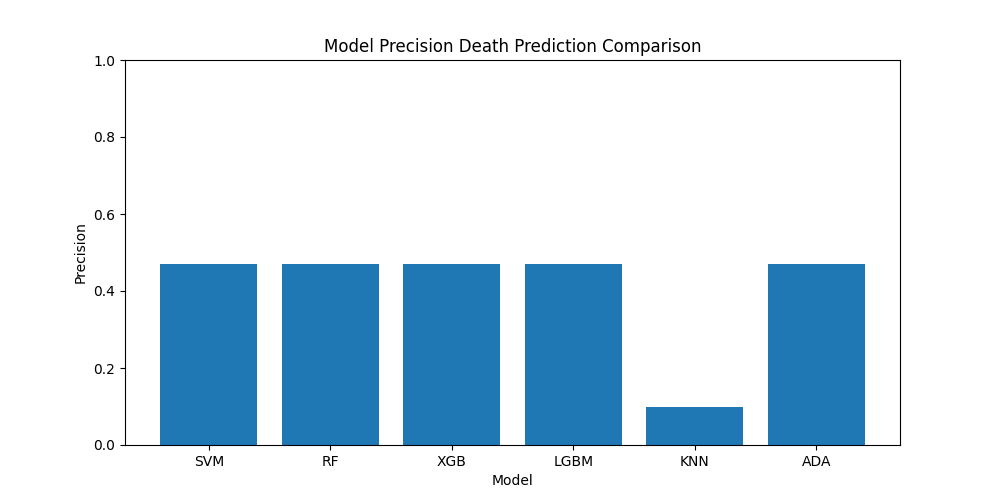 Model Precision Death Prediction Comparison
1.0
0.8
0.6
0.4
0.2
0.0
Precision
SVM RF XGB LGBM KNN ADA
Model